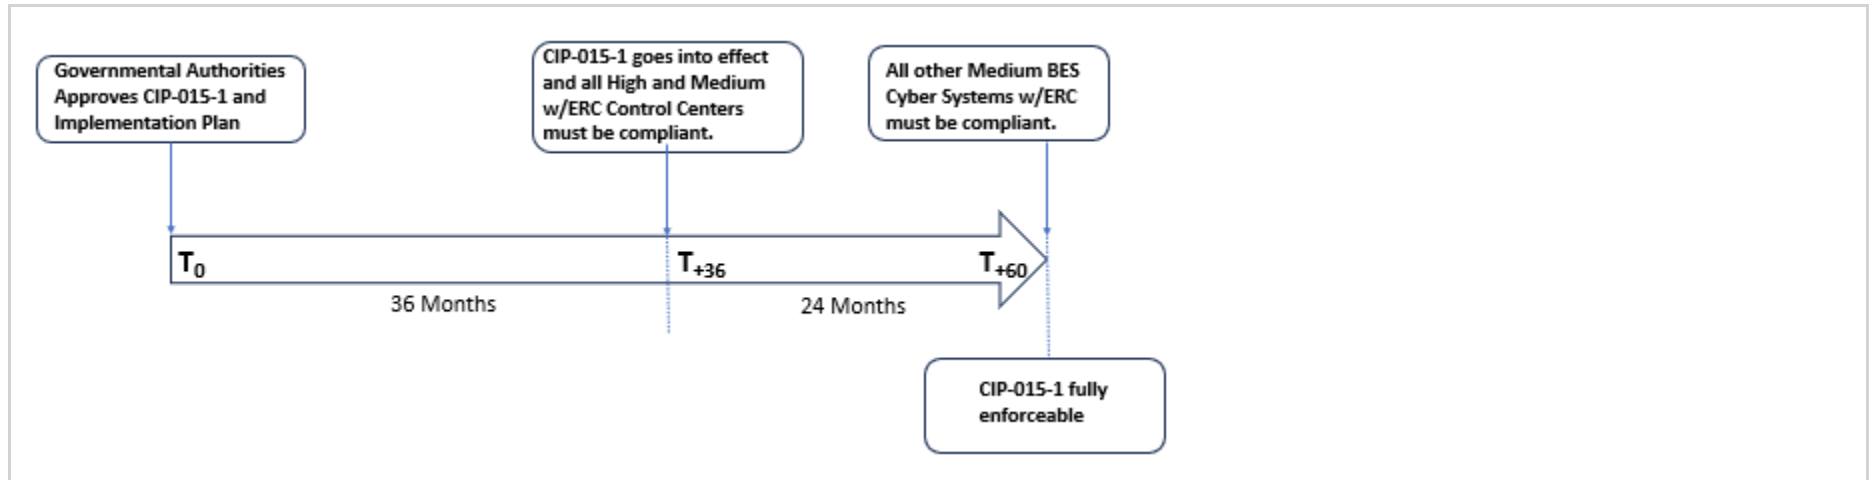 Governmental Authorities
Approves CIP-015-1 and
Implementation Plan
CIP-015-1 goes into effect
and all High and Medium
w/ERC Control Centers
must be compliant.
All other Medium BES
Cyber Systems w/ERC
must be compliant.
T0
T+36
T+60
36 Months
24 Months
CIP-015-1 fully
enforceable